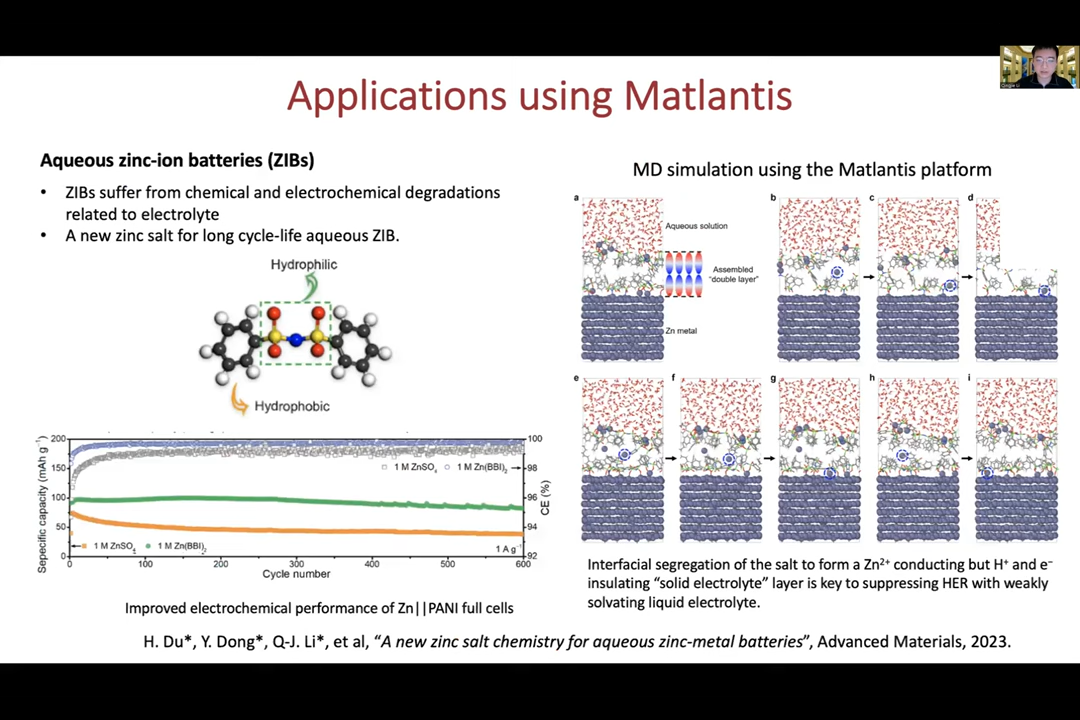 Applications using Matlantis
Aqueous zinc-ion batteries (ZIBs)
• ZIBs suffer from chemical and electrochemical degradations
related to electrolyte
• A new zinc salt for long cycle-life aqueous ZIB.
Hydrophilic
Hydrophobic
Sepecific capacity (mAh g⁻¹)
200
150
100
50
0
100
98
96
94
92
CE (%)
1 M ZnSO₄ 1 M Zn(BBI)₂
1 M ZnSO₄ 1 M Zn(BBI)₂
1 A g⁻¹
0 100 200 300 400 500 600
Cycle number
Improved electrochemical performance of Zn||PANI full cells
MD simulation using the Matlantis platform
a b c d
Aqueous solution
Assembled
"double layer"
Zn metal
e f g h i
Interfacial segregation of the salt to form a Zn²⁺ conducting but H⁺ and e⁻
insulating “solid electrolyte” layer is key to suppressing HER with weakly
solvating liquid electrolyte.
H. Du*, Y. Dong*, Q-J. Li*, et al, “A new zinc salt chemistry for aqueous zinc-metal batteries”, Advanced Materials, 2023.